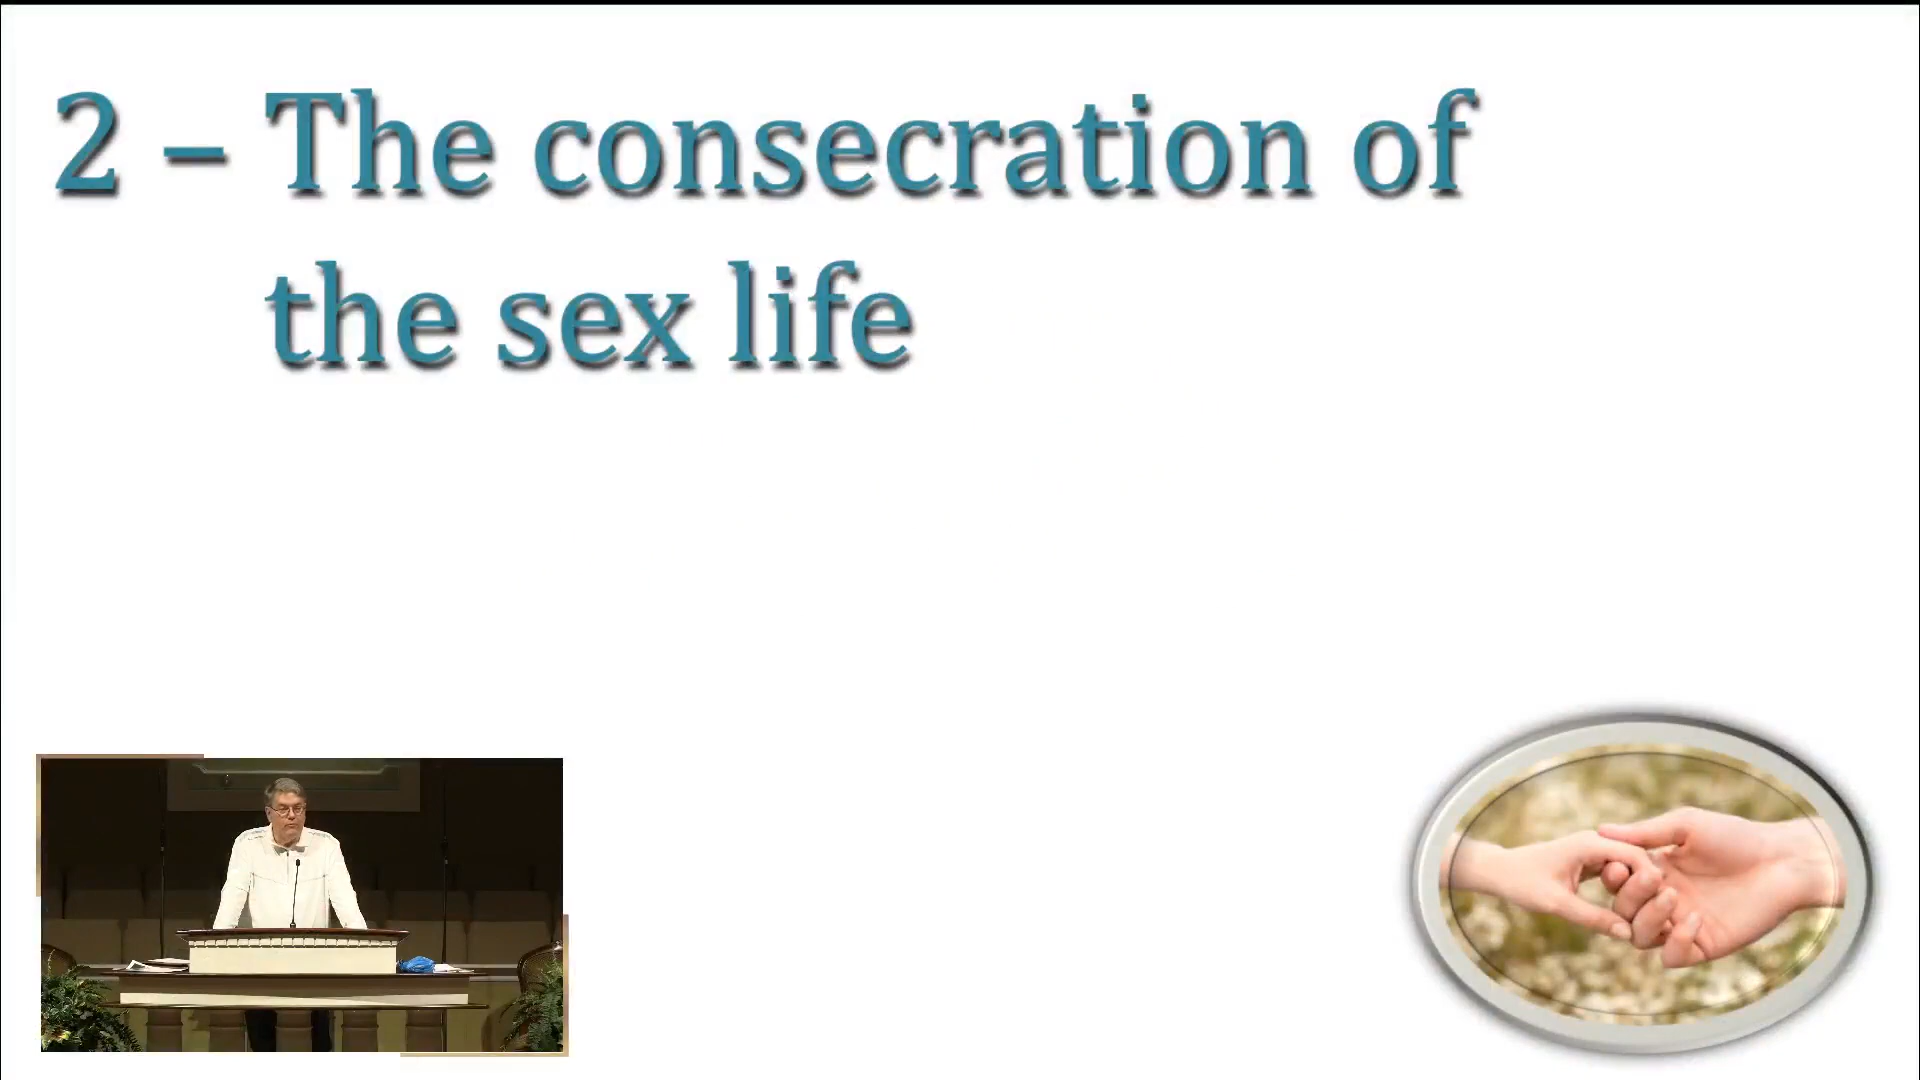 2 – The consecration of
the sex life